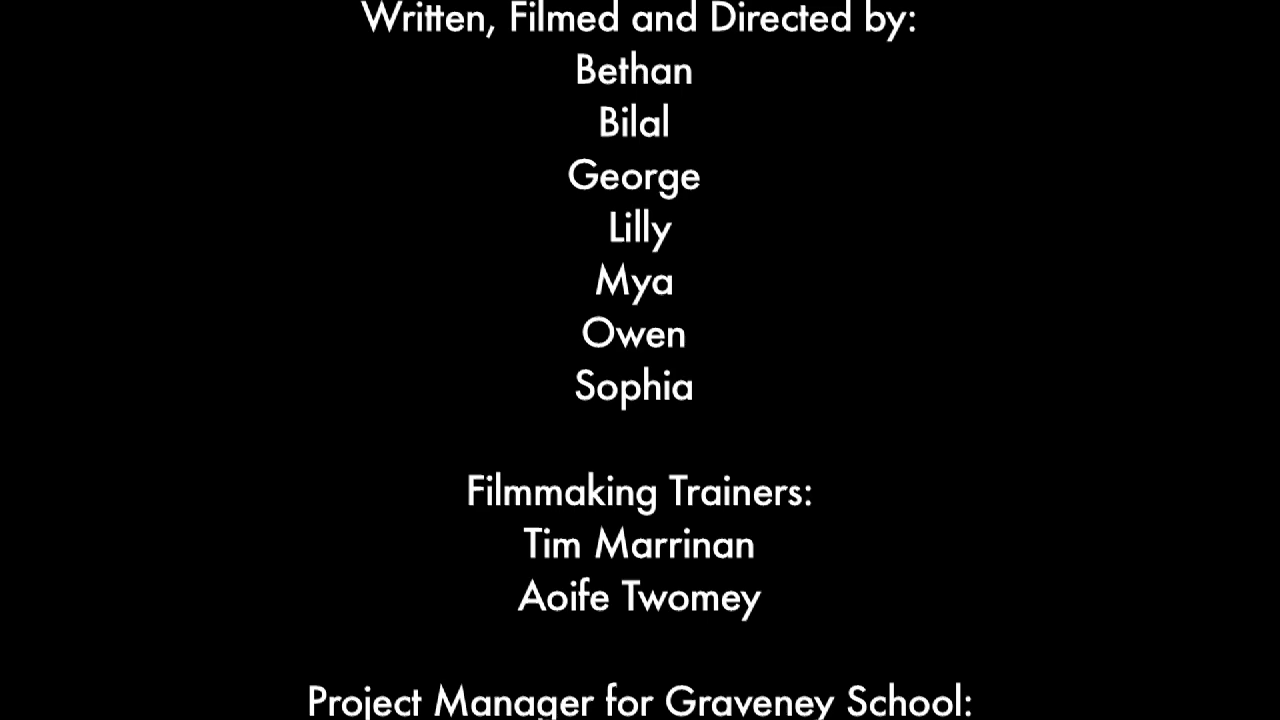 Written, Filmed and Directed by:
Bethan
Bilal
George
Lilly
Mya
Owen
Sophia
Filmmaking Trainers:
Tim Marrinan
Aoife Twomey
Project Manager for Graveney School: